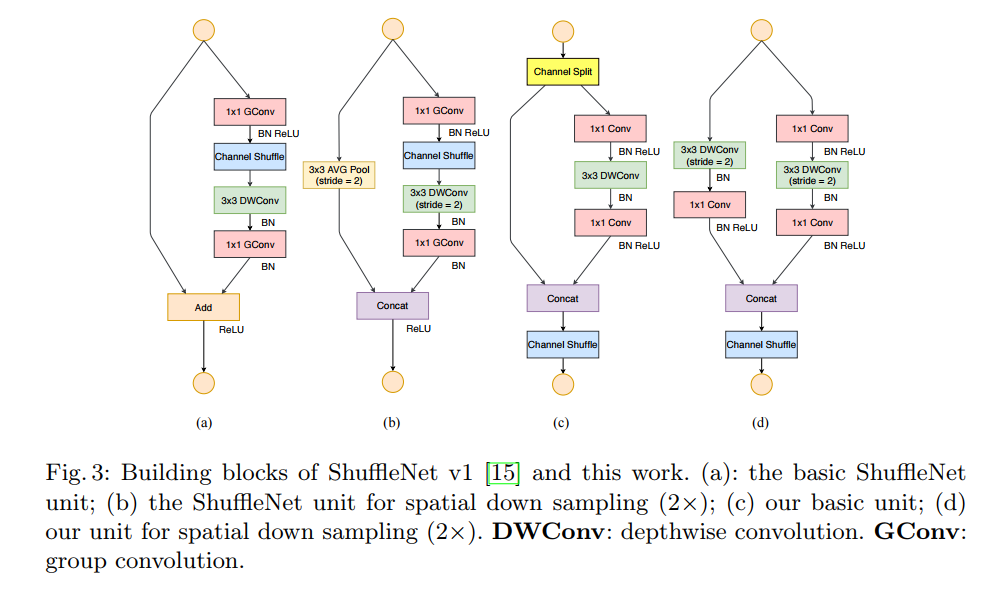 1x1 GConv
BN ReLU
Channel Shuffle
3x3 DWConv
BN
1x1 GConv
BN
Add
ReLU
(a)
1x1 GConv
BN ReLU
3x3 AVG Pool
(stride = 2)
Channel Shuffle
3x3 DWConv
(stride = 2)
BN
1x1 GConv
BN
Concat
ReLU
(b)
Channel Split
1x1 Conv
BN ReLU
3x3 DWConv
BN
1x1 Conv
BN ReLU
Concat
Channel Shuffle
(c)
3x3 DWConv
(stride = 2)
BN
1x1 Conv
BN ReLU
1x1 Conv
BN ReLU
3x3 DWConv
(stride = 2)
BN
1x1 Conv
BN ReLU
Concat
Channel Shuffle
(d)
Fig. 3: Building blocks of ShuffleNet v1 [15] and this work. (a): the basic ShuffleNet
unit; (b) the ShuffleNet unit for spatial down sampling (2×); (c) our basic unit; (d)
our unit for spatial down sampling (2×). DWConv: depthwise convolution. GConv:
group convolution.